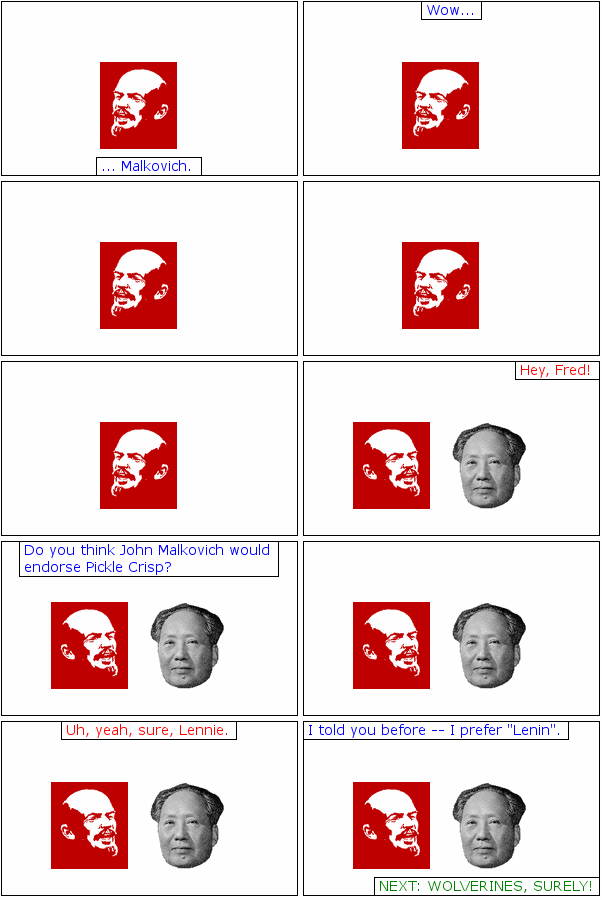 ... Malkovich.
Wow...
Hey, Fred!
Do you think John Malkovich would
endorse Pickle Crisp?
Uh, yeah, sure, Lennie.
I told you before -- I prefer "Lenin".
NEXT: WOLVERINES, SURELY!